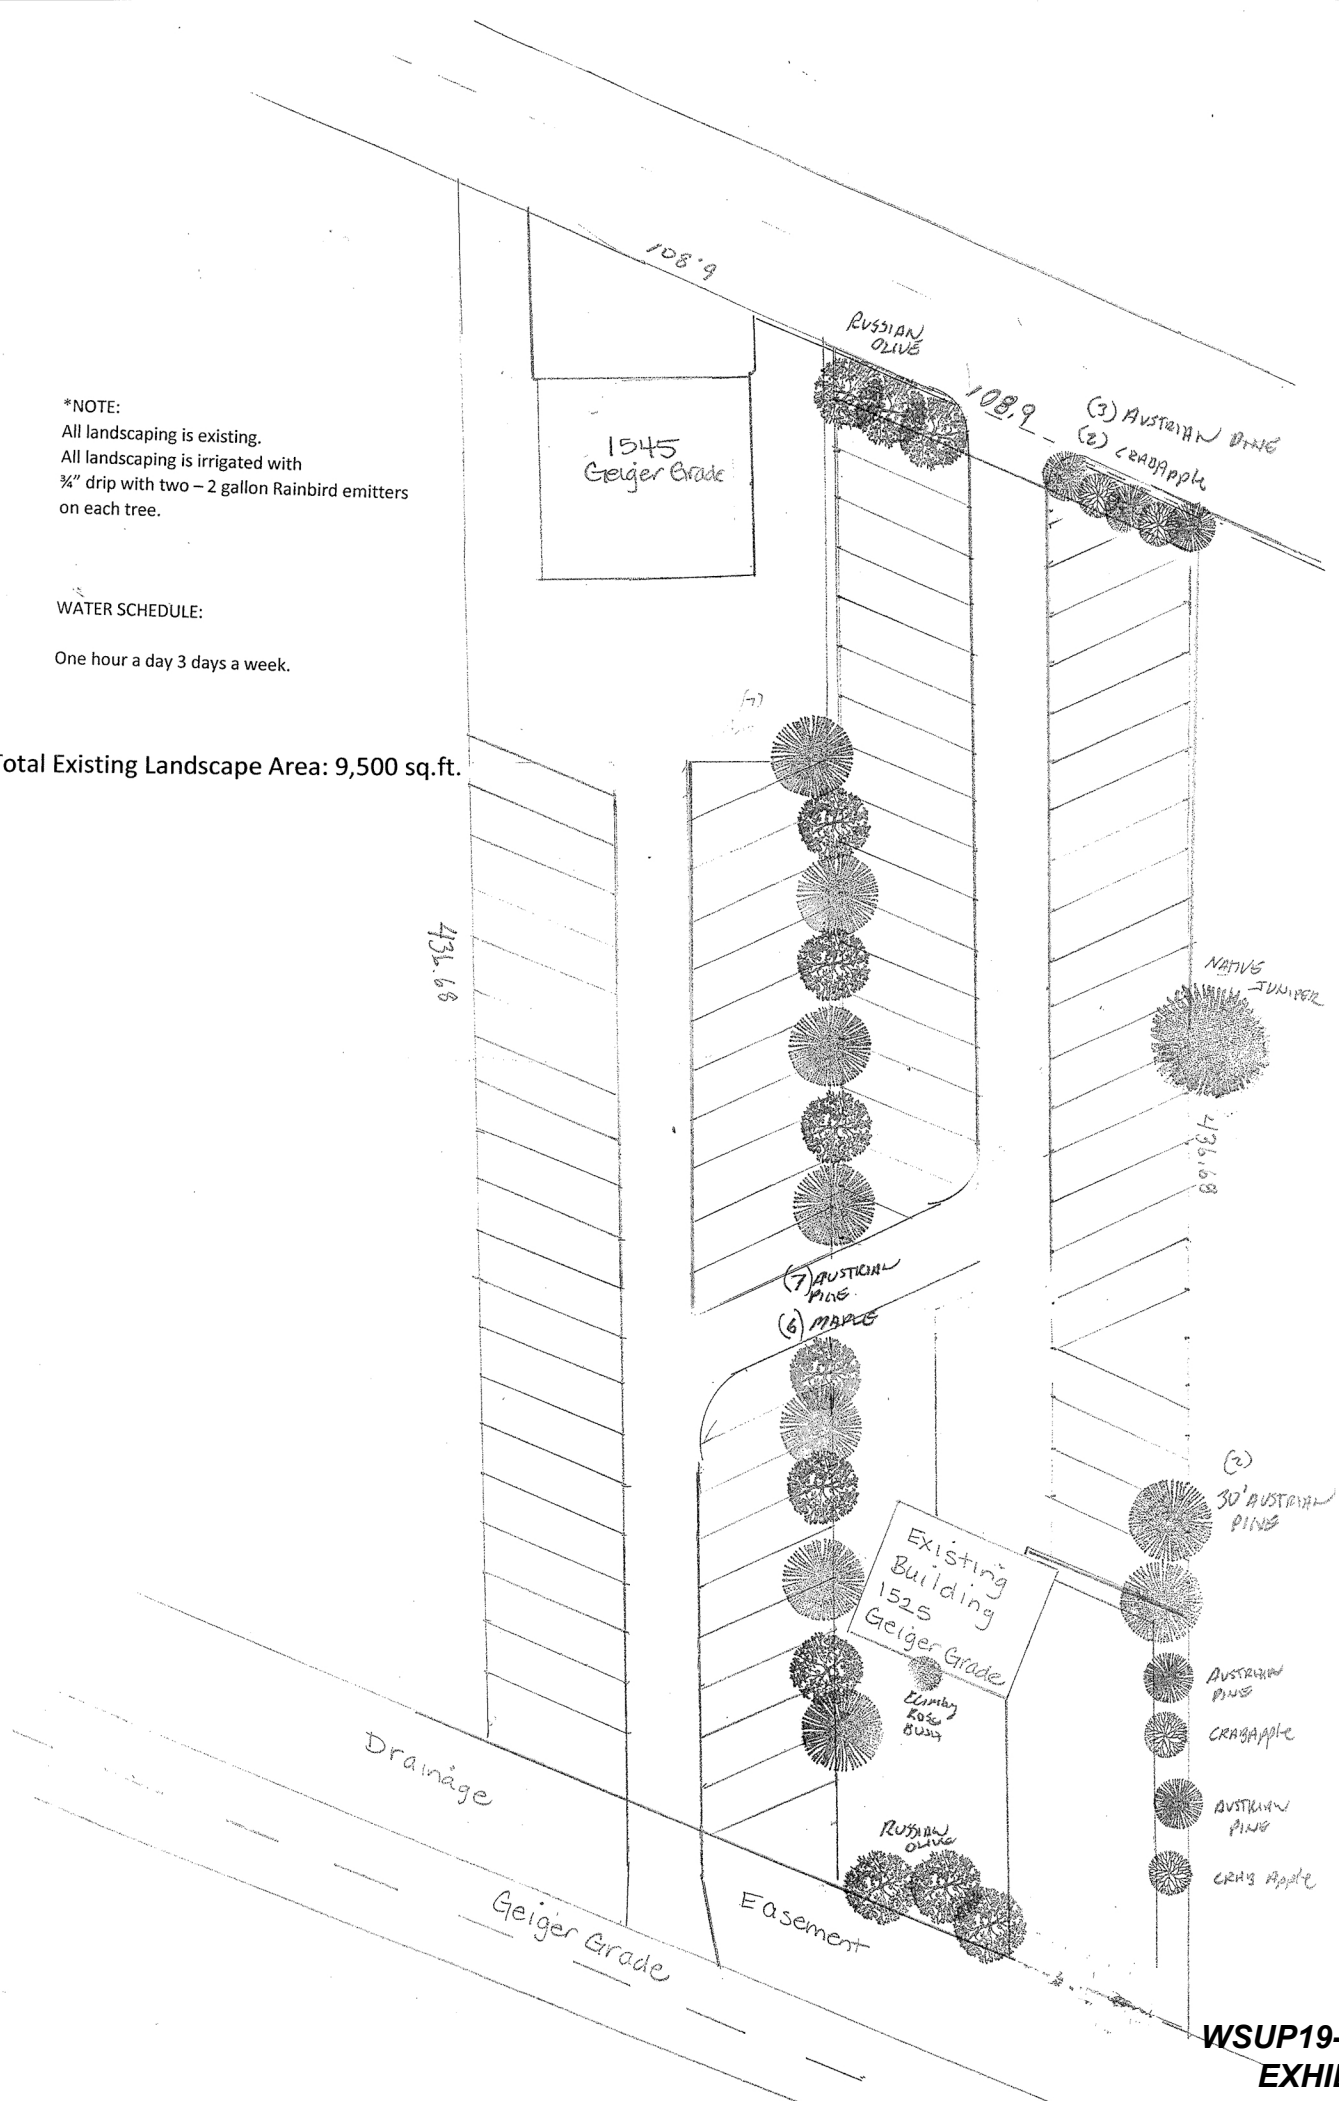 108.9
RUSSIAN
OLIVE
108.9
(3) AUSTRIAN PINE
(2) CRABApple
*NOTE:
All landscaping is existing.
All landscaping is irrigated with
¾” drip with two – 2 gallon Rainbird emitters
on each tree.
1545
Geiger Grade
WATER SCHEDULE:
One hour a day 3 days a week.
(7)
Total Existing Landscape Area: 9,500 sq.ft.
436.68
NATIVE
JUNIPER
436.68
(7) AUSTRIAN
PINE
(6) MAPLE
(2)
30' AUSTRIAN
PINE
Existing
Building
1525
Geiger Grade
Rose
BUSH
AUSTRIAN
PINE
CRABApple
AUSTRIAN
PINE
CRAB Apple
RUSSIAN
OLIVE
Drainage
Easement
Geiger Grade
WSUP19-
EXHI